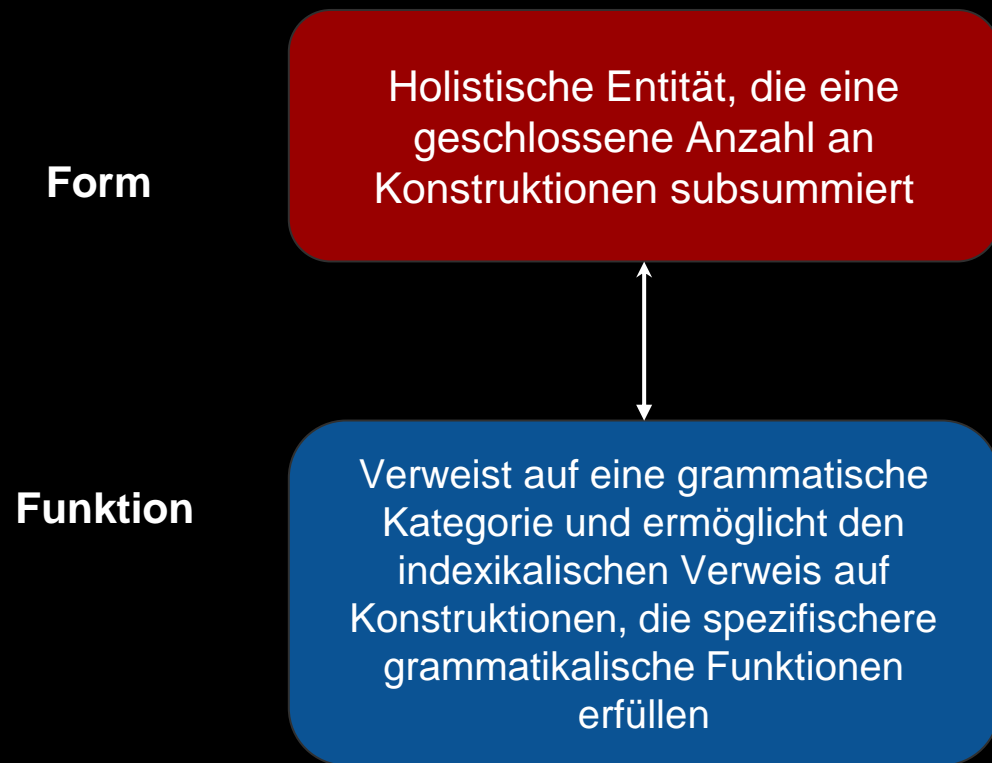 Form
Holistische Entität, die eine
geschlossene Anzahl an
Konstruktionen subsummiert
Funktion
Verweist auf eine grammatische
Kategorie und ermöglicht den
indexikalischen Verweis auf
Konstruktionen, die spezifischere
grammatikalische Funktionen
erfüllen